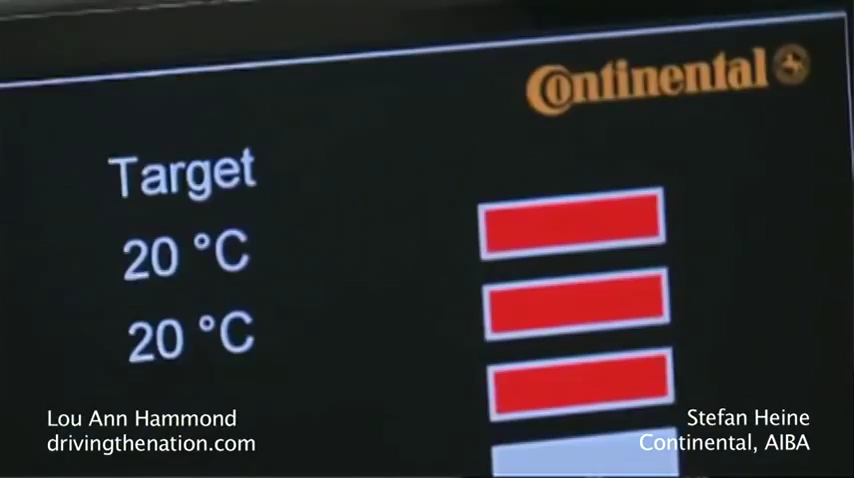 Continental
Target
20 °C
20 °C
Lou Ann Hammond
drivingthenation.com
Stefan Heine
Continental, AIBA